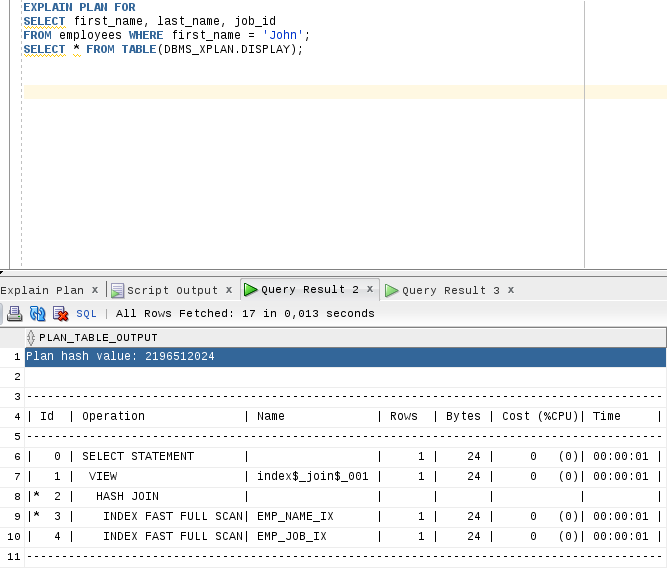 EXPLAIN PLAN FOR
SELECT first_name, last_name, job_id
FROM employees WHERE first_name = 'John';
SELECT * FROM TABLE(DBMS_XPLAN.DISPLAY);
Explain Plan x Script Output x Query Result 2 x Query Result 3 x
SQL | All Rows Fetched: 17 in 0,013 seconds
PLAN_TABLE_OUTPUT
1 Plan hash value: 2196512024
2
3 -------------------------------------------------------------------------------------------
4 | Id  | Operation              | Name             | Rows  | Bytes | Cost (%CPU)| Time     |
5 -------------------------------------------------------------------------------------------
6 |   0 | SELECT STATEMENT       |                  |     1 |    24 |     0   (0)| 00:00:01 |
7 |   1 |  VIEW                  | index$_join$_001 |     1 |    24 |     0   (0)| 00:00:01 |
8 |*  2 |   HASH JOIN            |                  |       |       |            |          |
9 |*  3 |    INDEX FAST FULL SCAN| EMP_NAME_IX      |     1 |    24 |     0   (0)| 00:00:01 |
10 |   4 |    INDEX FAST FULL SCAN| EMP_JOB_IX       |     1 |    24 |     0   (0)| 00:00:01 |
11 -------------------------------------------------------------------------------------------